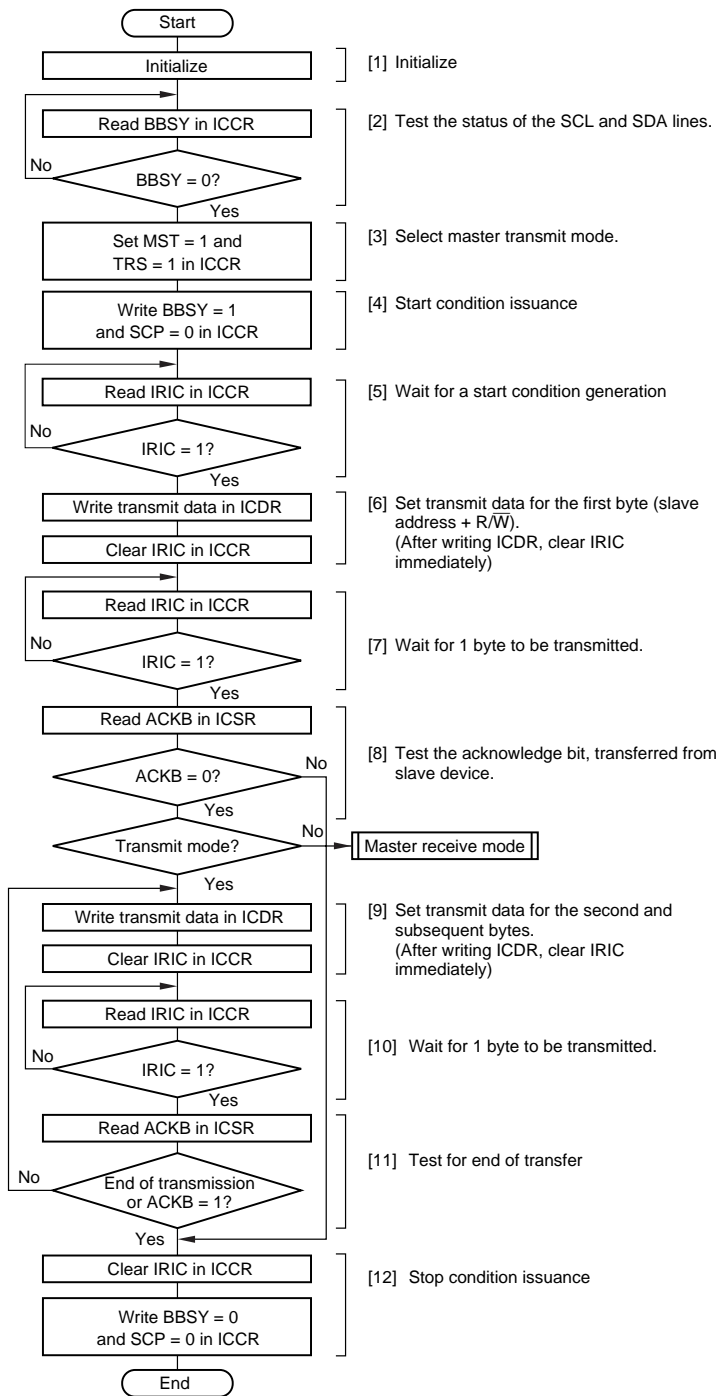 Start
Initialize
[1] Initialize
Read BBSY in ICCR
[2] Test the status of the SCL and SDA lines.
No
BBSY = 0?
Yes
Set MST = 1 and
TRS = 1 in ICCR
[3] Select master transmit mode.
Write BBSY = 1
and SCP = 0 in ICCR
[4] Start condition issuance
Read IRIC in ICCR
[5] Wait for a start condition generation
No
IRIC = 1?
Yes
Write transmit data in ICDR
Clear IRIC in ICCR
[6] Set transmit data for the first byte (slave
address + R/W̅).
(After writing ICDR, clear IRIC
immediately)
Read IRIC in ICCR
No
IRIC = 1?
[7] Wait for 1 byte to be transmitted.
Yes
Read ACKB in ICSR
[8] Test the acknowledge bit, transferred from
slave device.
ACKB = 0?
No
Yes
Transmit mode?
No
Master receive mode
Yes
Write transmit data in ICDR
Clear IRIC in ICCR
[9] Set transmit data for the second and
subsequent bytes.
(After writing ICDR, clear IRIC
immediately)
Read IRIC in ICCR
[10] Wait for 1 byte to be transmitted.
No
IRIC = 1?
Yes
Read ACKB in ICSR
[11] Test for end of transfer
No
End of transmission
or ACKB = 1?
Yes
Clear IRIC in ICCR
[12] Stop condition issuance
Write BBSY = 0
and SCP = 0 in ICCR
End